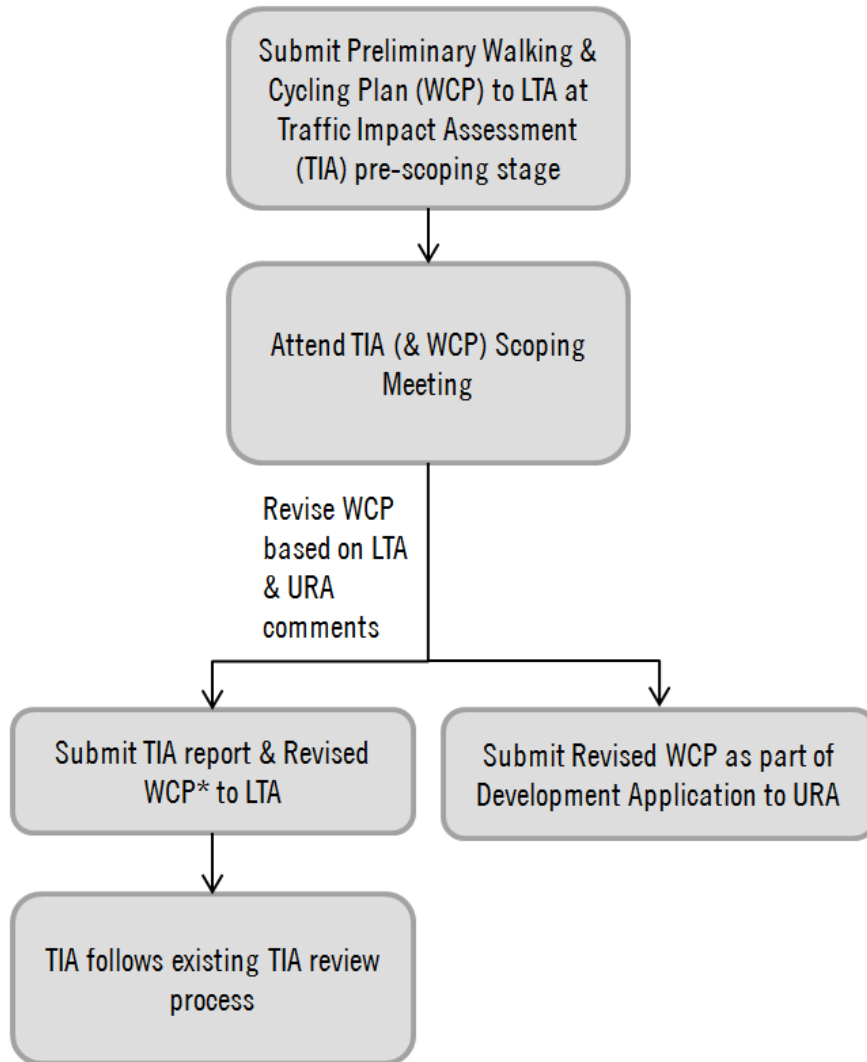 Submit Preliminary Walking &
Cycling Plan (WCP) to LTA at
Traffic Impact Assessment
(TIA) pre-scoping stage
Attend TIA (& WCP) Scoping
Meeting
Revise WCP
based on LTA
& URA
comments
Submit TIA report & Revised
WCP* to LTA
Submit Revised WCP as part of
Development Application to URA
TIA follows existing TIA review
process